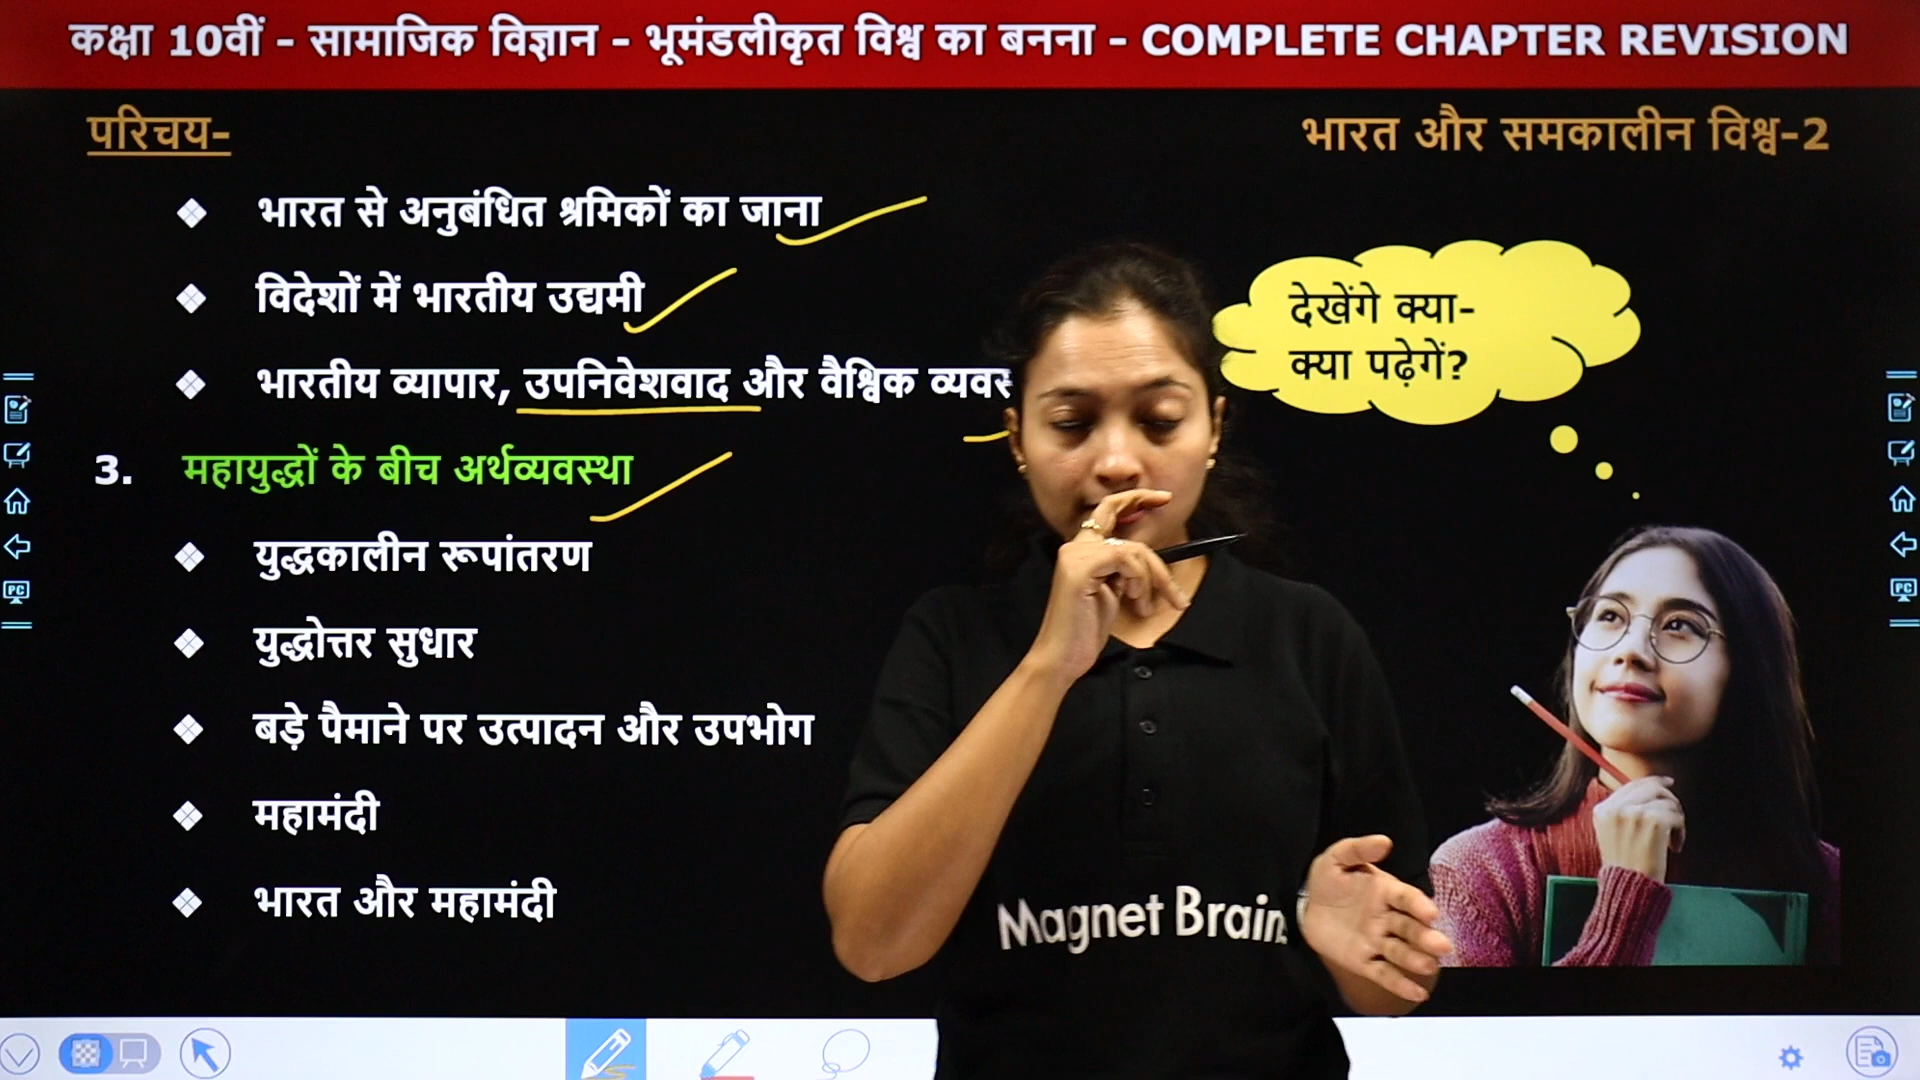 कक्षा 10वीं - सामाजिक विज्ञान - भूमंडलीकृत विश्व का बनना - COMPLETE CHAPTER REVISION
परिचय-
भारत और समकालीन विश्व-2
❖ भारत से अनुबंधित श्रमिकों का जाना
❖ विदेशों में भारतीय उद्यमी
❖ भारतीय व्यापार, उपनिवेशवाद और वैश्विक
3. महायुद्धों के बीच अर्थव्यवस्था
❖ युद्धकालीन रूपांतरण
❖ युद्धोत्तर सुधार
❖ बड़े पैमाने पर उत्पादन और उपभोग
❖ महामंदी
❖ भारत और महामंदी
देखेंगे क्या-
क्या पढ़ेगें?
Magnet Brain
PC
PC